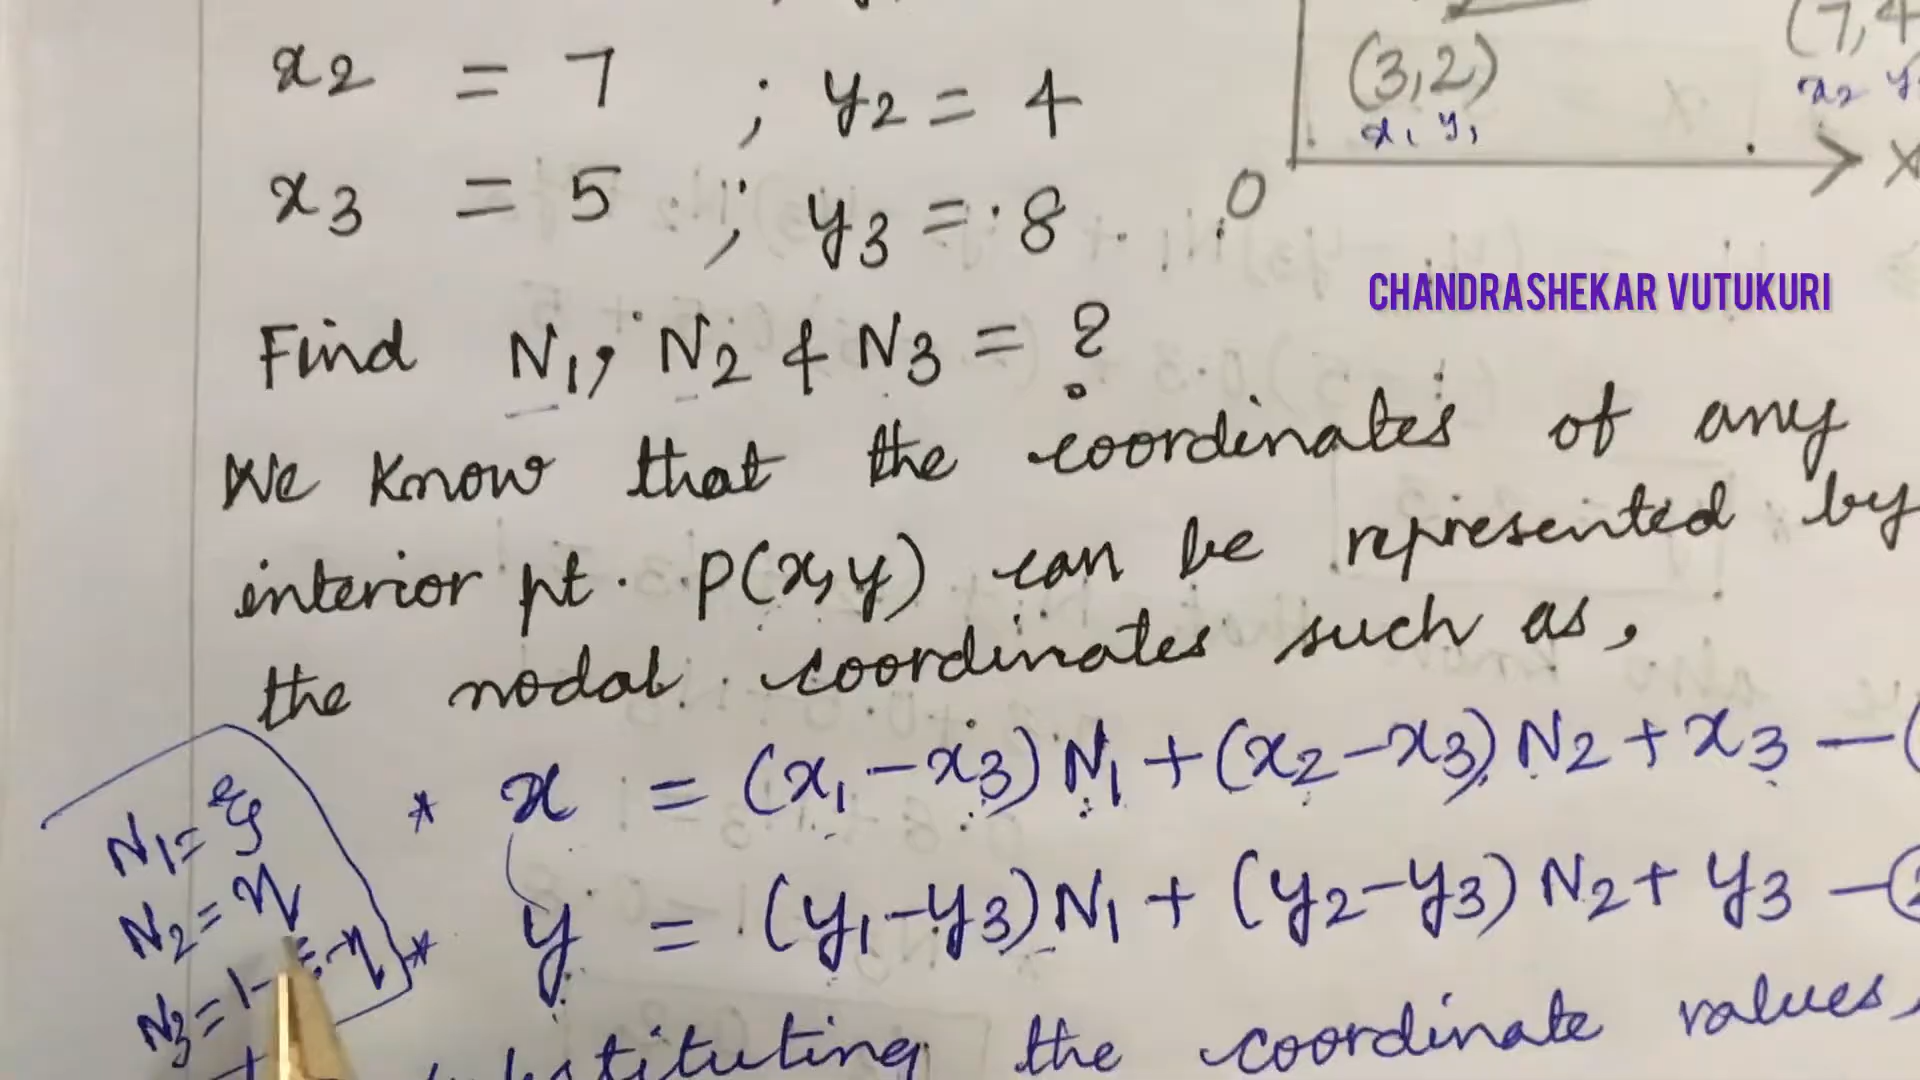 x2 = 7 ; y2 = 4
x3 = 5 ; y3 = 8
(3,2)
x1 y1
(7,4
x2 y
O
X
CHANDRASHEKAR VUTUKURI
Find N1, N2 & N3 = ?
We know that the coordinates of any
interior pt. P(x,y) can be represented by
the nodal coordinates such as,
* x = (x1-x3)N1 + (x2-x3)N2 + x3 — (
* y = (y1-y3)N1 + (y2-y3)N2 + y3 — (2
N1 = ξ
N2 = η
N3 = 1-ξ-η
the coordinate values,